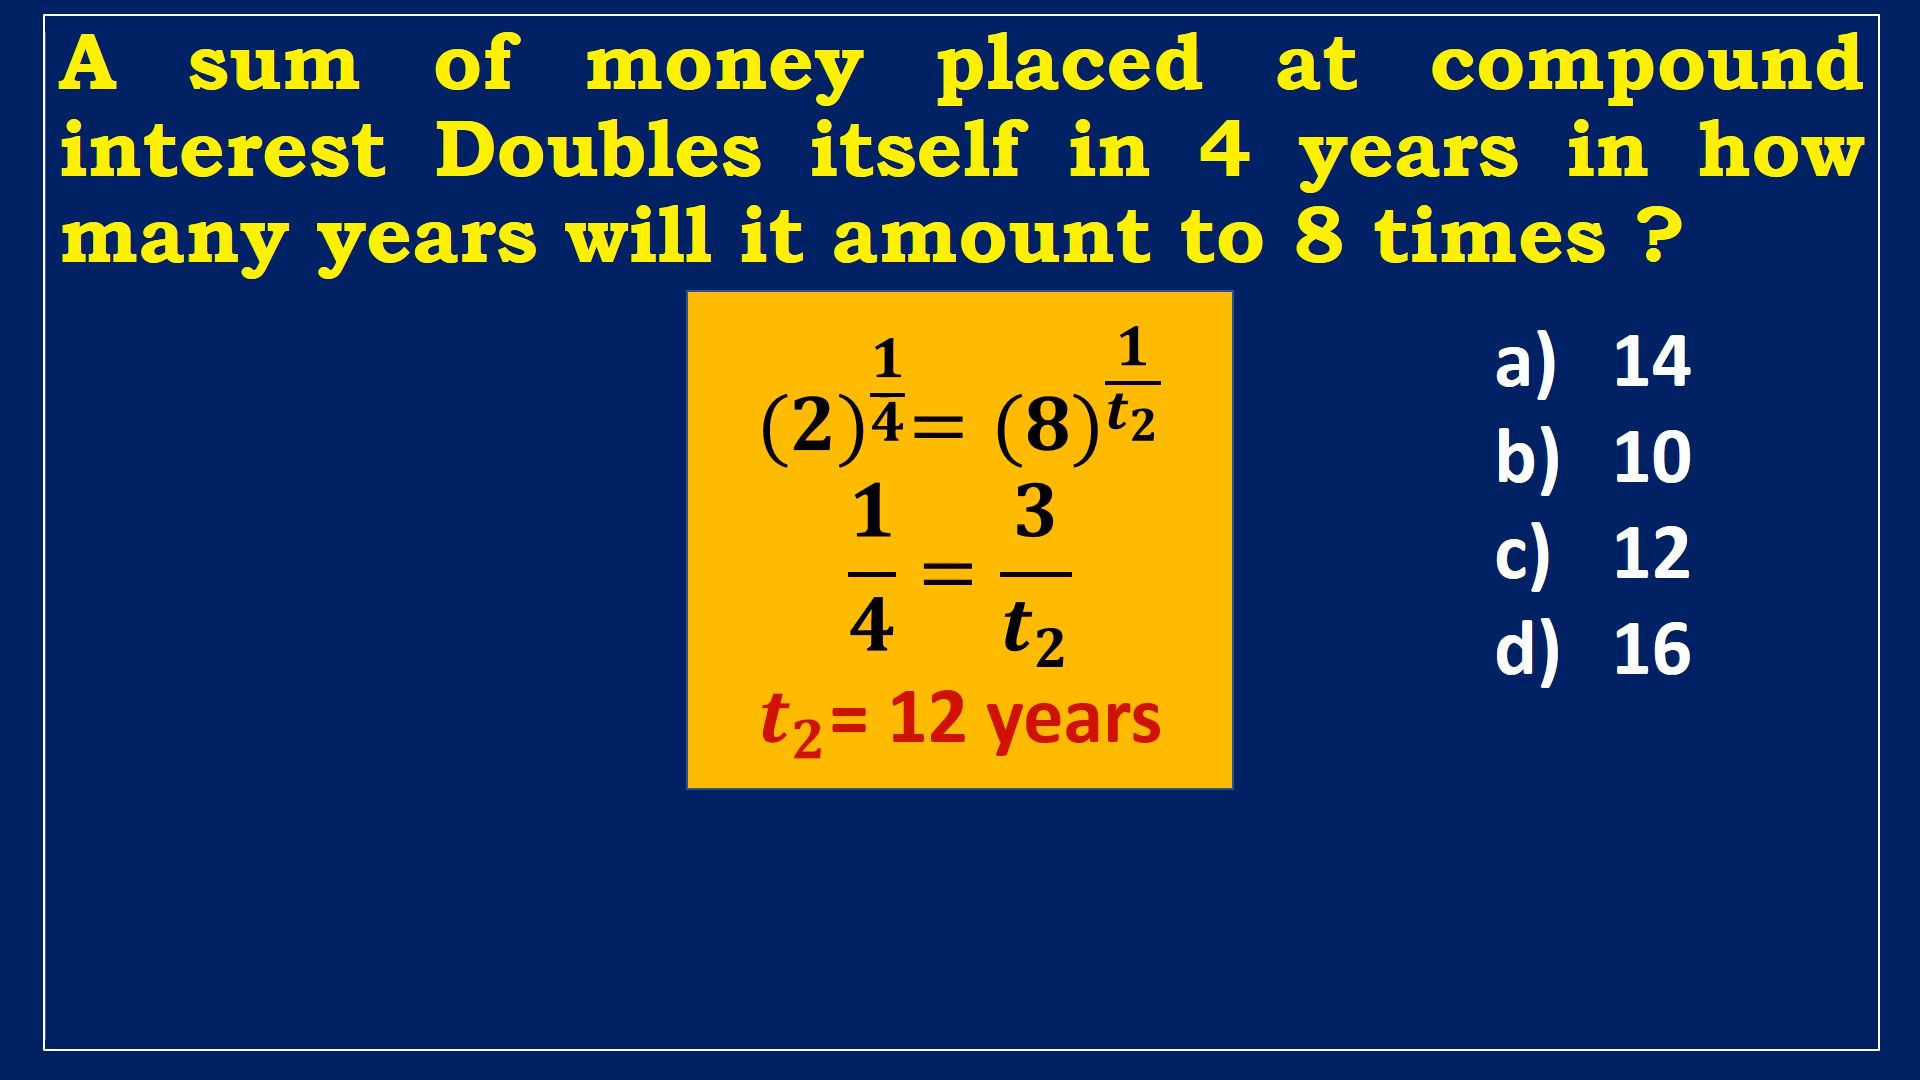 A sum of money placed at compound
interest Doubles itself in 4 years in how
many years will it amount to 8 times ?
(2)^(1/4) = (8)^(1/t₂)
1/4 = 3/t₂
t₂ = 12 years
a) 14
b) 10
c) 12
d) 16